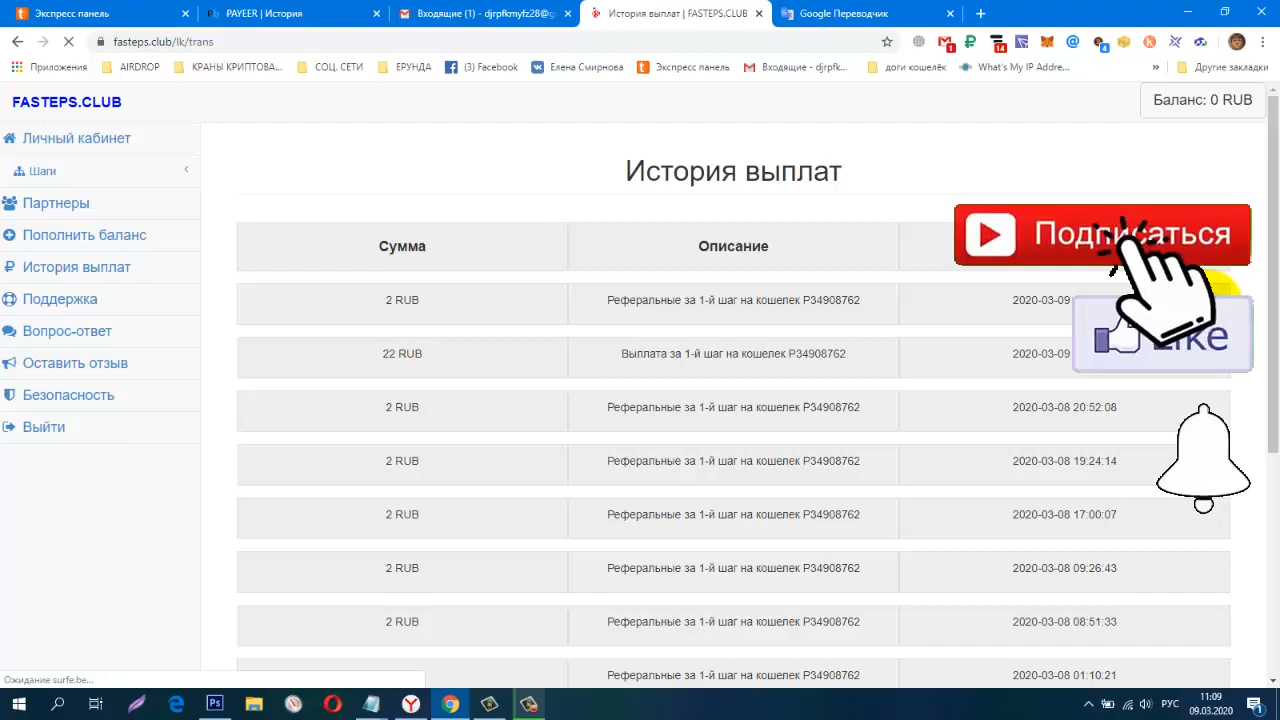 Экспресс панель
PAYEER | История
Входящие (1) - djrpfkmyfz28@g
История выплат | FASTEPS.CLUB
Google Переводчик
fasteps.club/lk/trans
1
14
4
Приложения
AIRDROP
КРАНЫ КРИПТОВА...
СОЦ. СЕТИ
ЕРУНДА
(3) Facebook
Елена Смирнова
Экспресс панель
Входящие - djrpfk...
доги кошелёк
What's My IP Addre...
»
Другие закладки
FASTEPS.CLUB
Баланс: 0 RUB
Личный кабинет
Шаги
Партнеры
Пополнить баланс
История выплат
Поддержка
Вопрос-ответ
Оставить отзыв
Безопасность
Выйти
История выплат
Сумма Описание
Подписаться
2 RUB Реферальные за 1-й шаг на кошелек P34908762 2020-03-09
Like
22 RUB Выплата за 1-й шаг на кошелек P34908762 2020-03-09
2 RUB Реферальные за 1-й шаг на кошелек P34908762 2020-03-08 20:52:08
2 RUB Реферальные за 1-й шаг на кошелек P34908762 2020-03-08 19:24:14
2 RUB Реферальные за 1-й шаг на кошелек P34908762 2020-03-08 17:00:07
2 RUB Реферальные за 1-й шаг на кошелек P34908762 2020-03-08 09:26:43
2 RUB Реферальные за 1-й шаг на кошелек P34908762 2020-03-08 08:51:33
Реферальные за 1-й шаг на кошелек P34908762 2020-03-08 01:10:21
Ожидание surfe.be...
Ps
РУС
11:09
09.03.2020
1